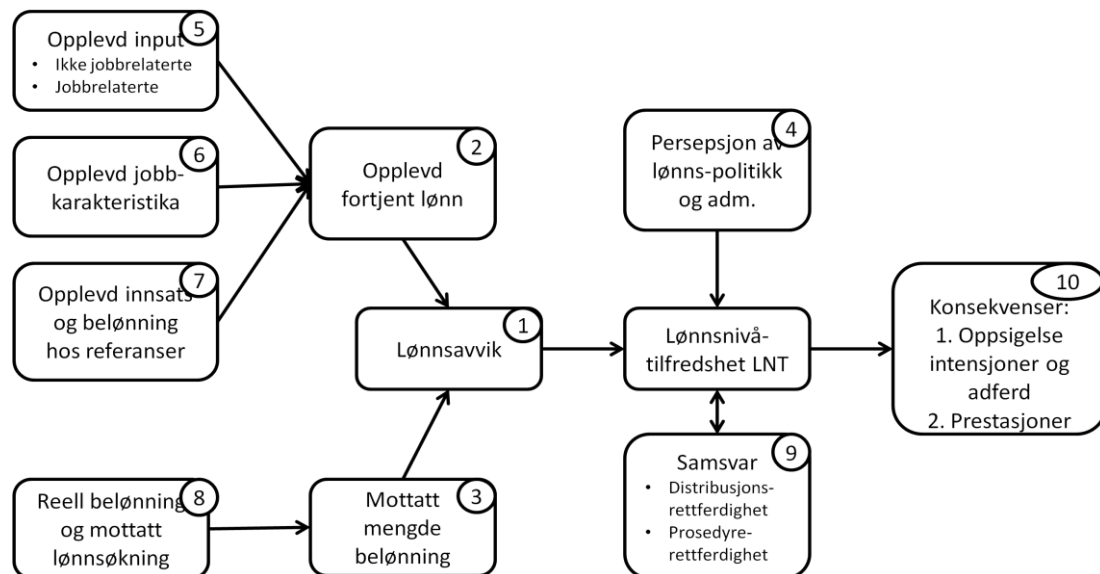 5
Opplevd input
• Ikke jobbrelaterte
• Jobbrelaterte
6
Opplevd jobb-
karakteristika
7
Opplevd innsats
og belønning
hos referanser
8
Reell belønning
og mottatt
lønnsøkning
2
Opplevd
fortjent lønn
1
Lønnsavvik
3
Mottatt
mengde
belønning
4
Persepsjon av
lønns-politikk
og adm.
Lønnsnivå-
tilfredshet LNT
9
Samsvar
• Distribusjons-
rettferdighet
• Prosedyre-
rettferdighet
10
Konsekvenser:
1. Oppsigelse
intensjoner og
adferd
2. Prestasjoner